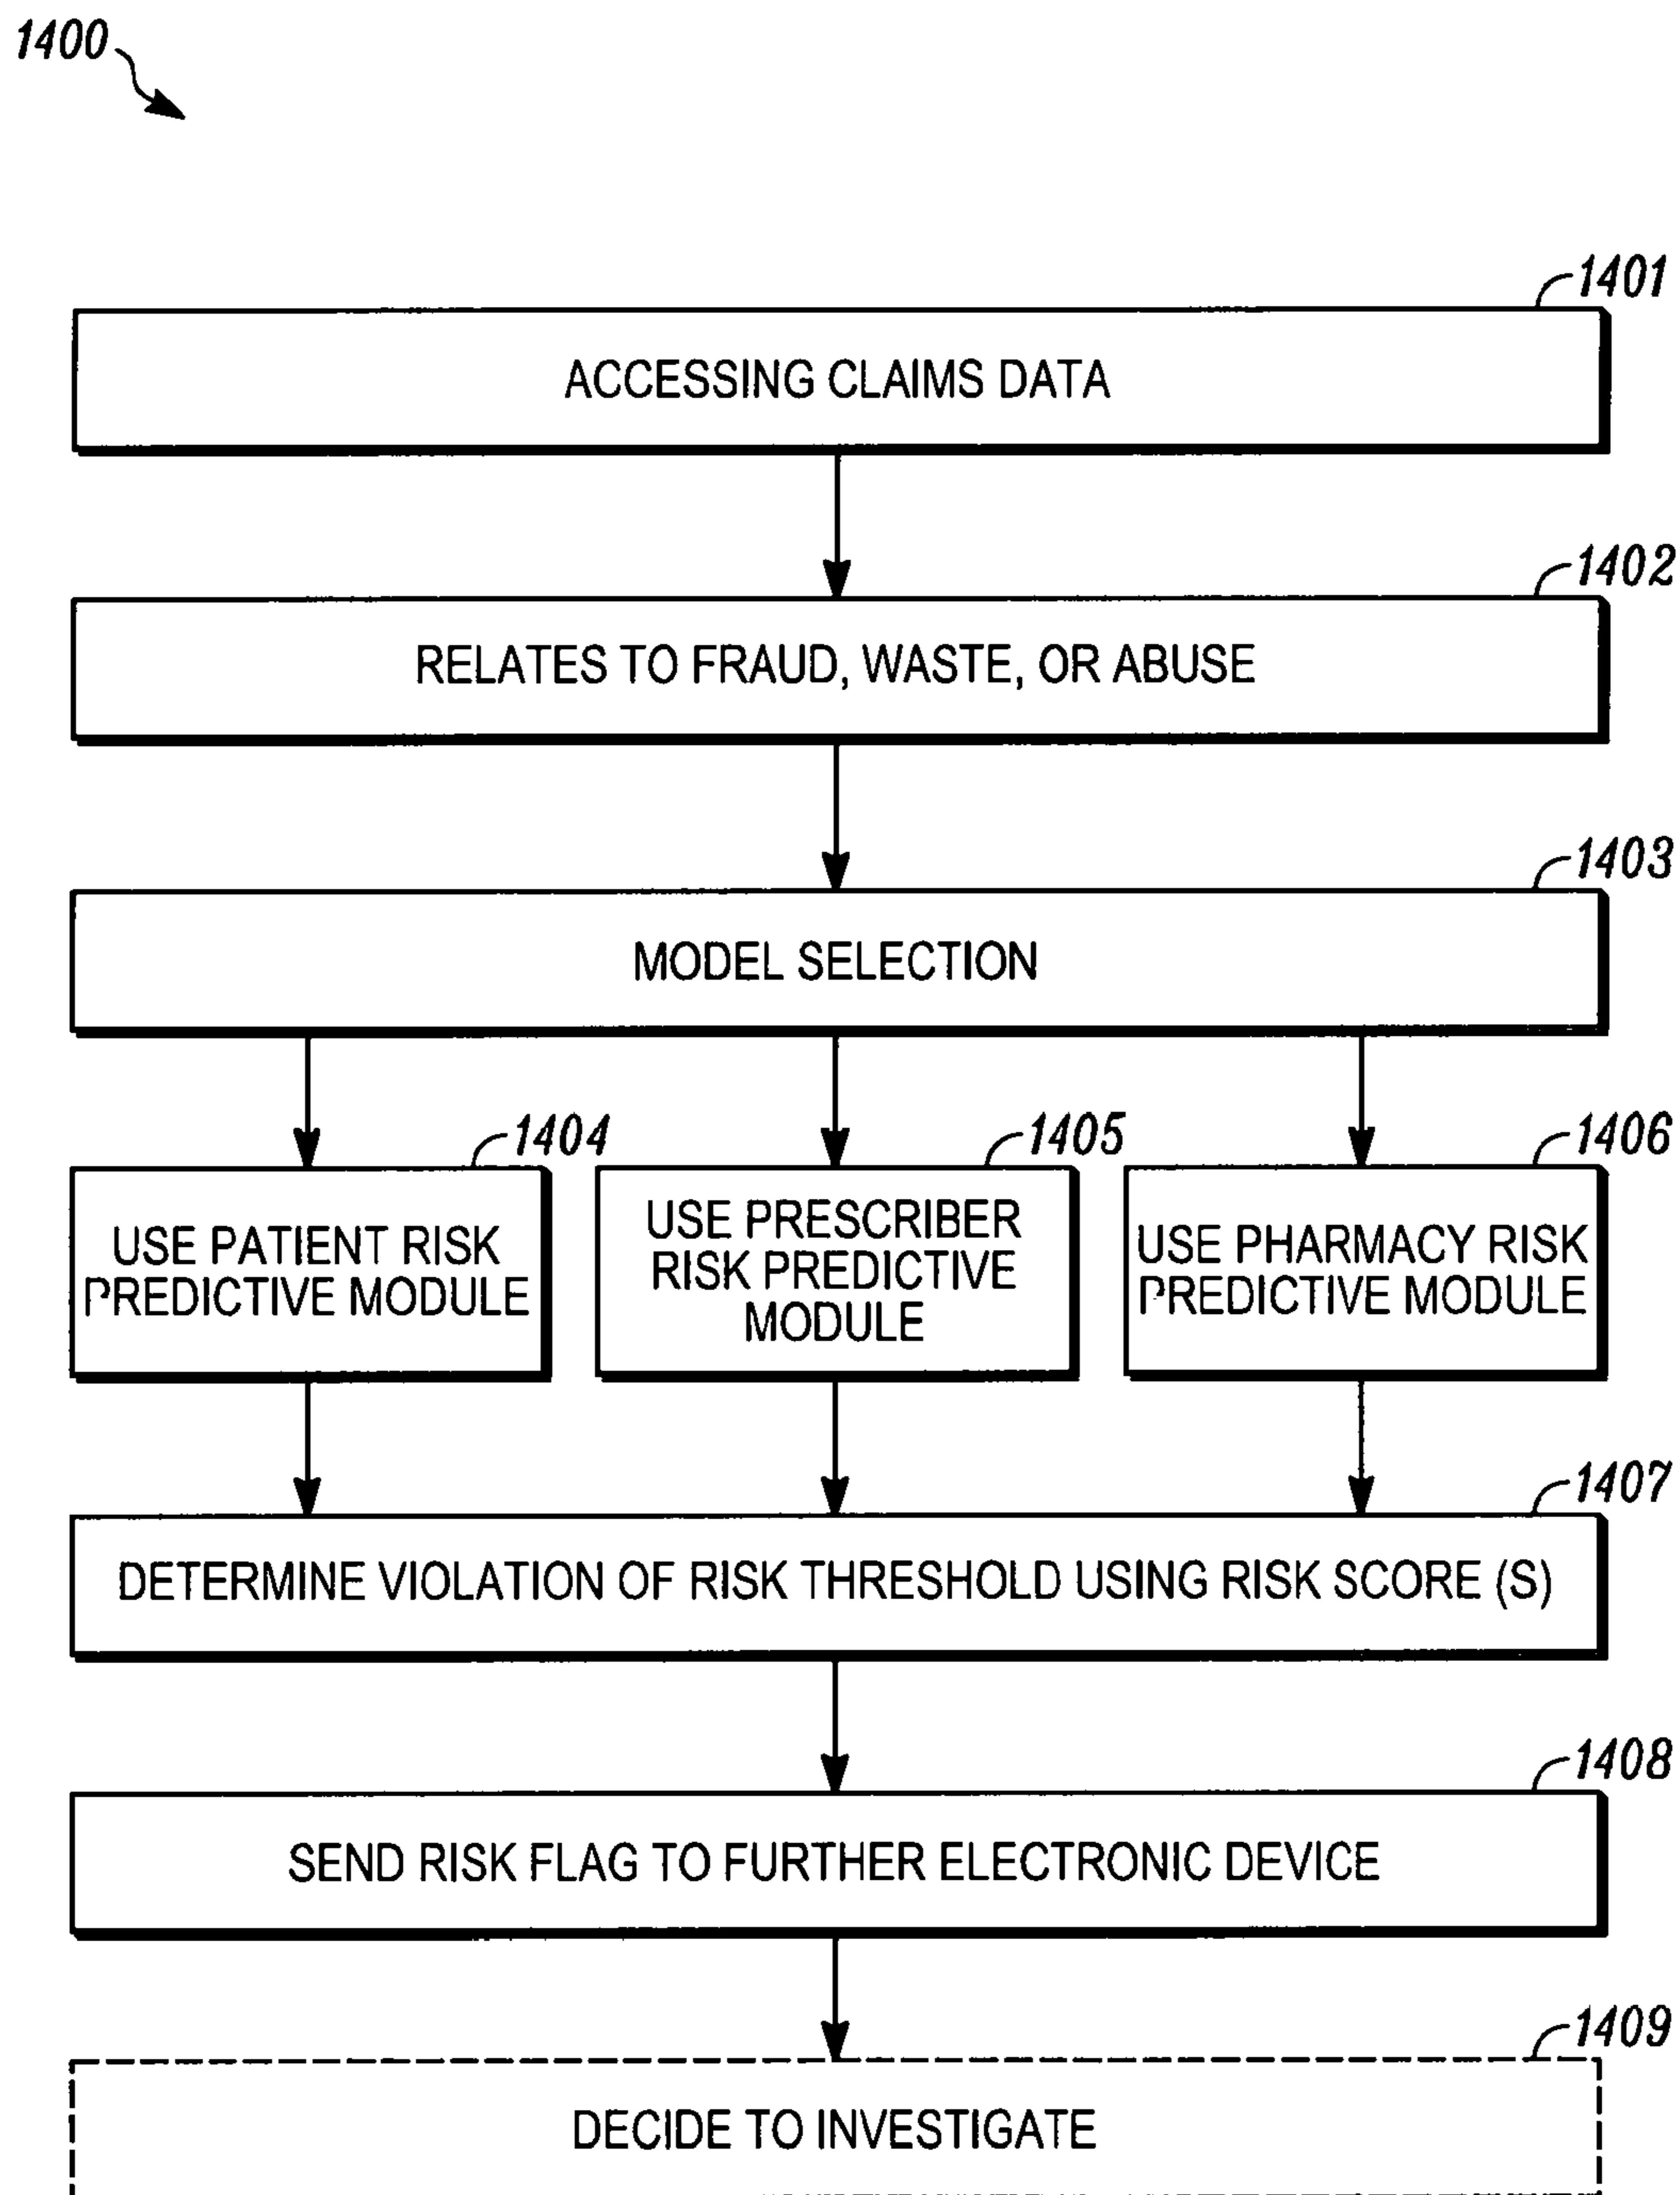 1400
1401
ACCESSING CLAIMS DATA
1402
RELATES TO FRAUD, WASTE, OR ABUSE
1403
MODEL SELECTION
1404
USE PATIENT RISK
PREDICTIVE MODULE
1405
USE PRESCRIBER
RISK PREDICTIVE
MODULE
1406
USE PHARMACY RISK
PREDICTIVE MODULE
1407
DETERMINE VIOLATION OF RISK THRESHOLD USING RISK SCORE (S)
1408
SEND RISK FLAG TO FURTHER ELECTRONIC DEVICE
1409
DECIDE TO INVESTIGATE